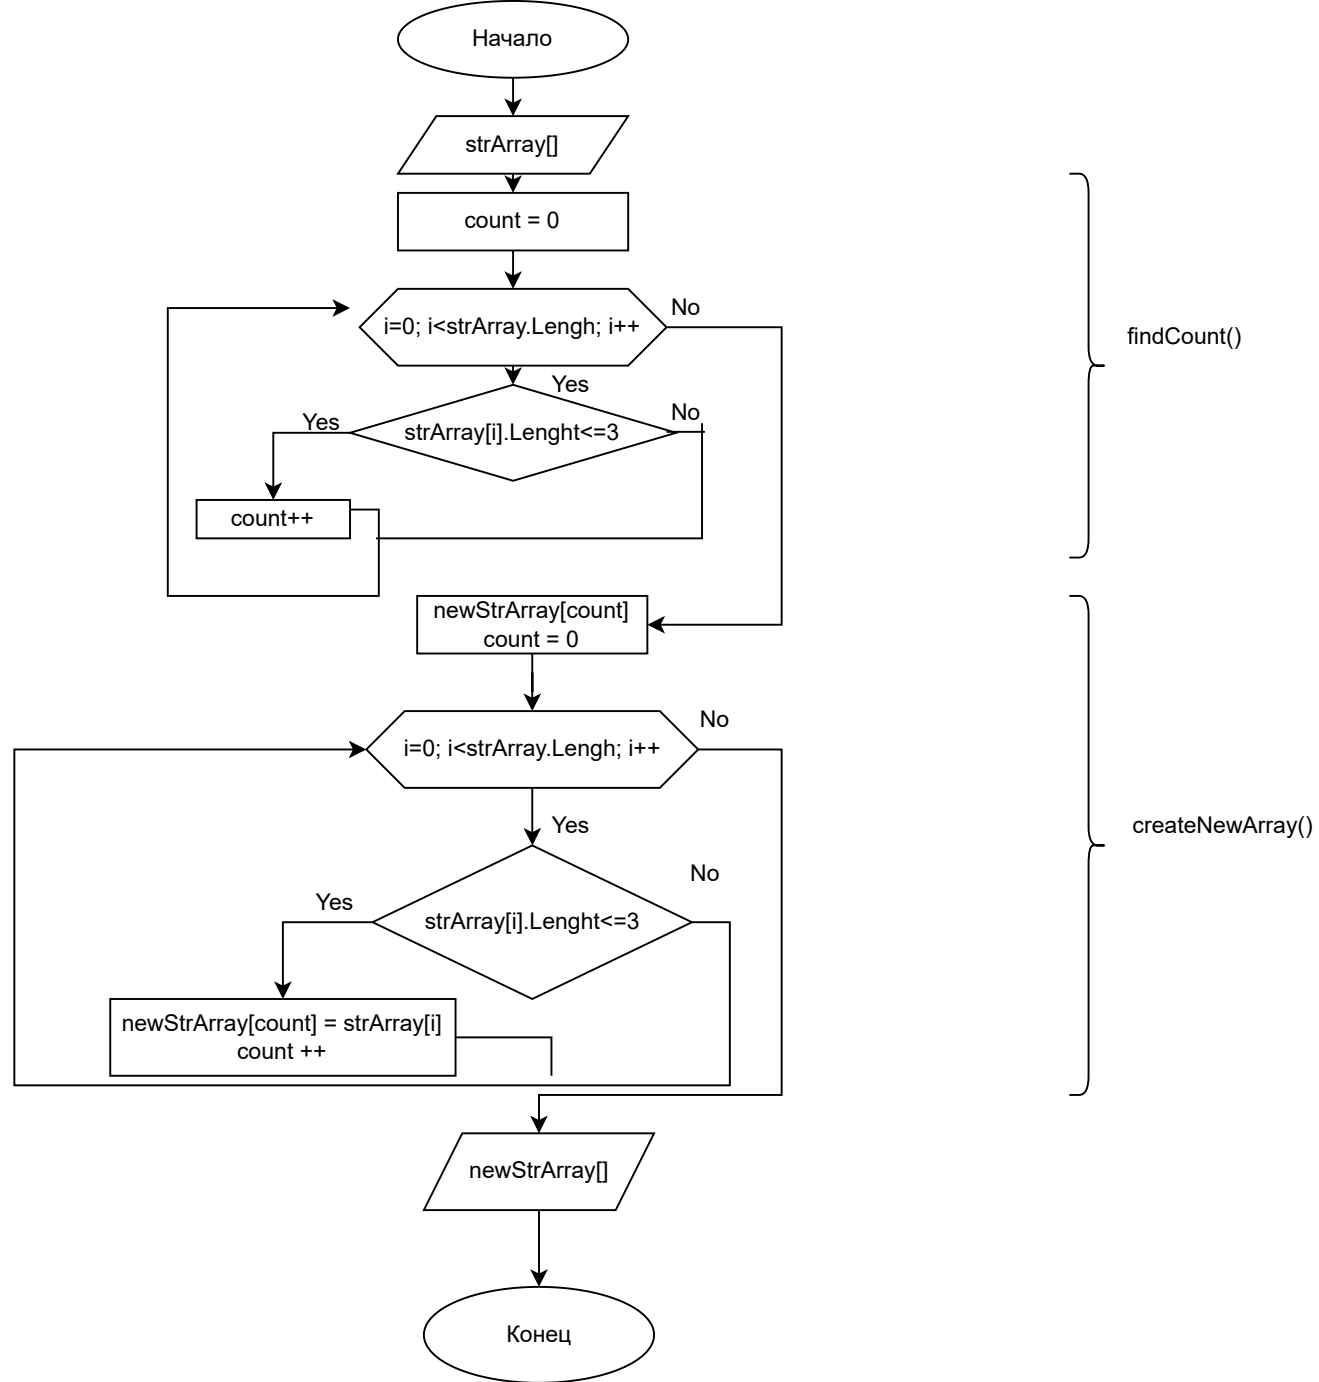 Начало
strArray[]
count = 0
i=0; i<strArray.Lengh; i++
No
findCount()
Yes
strArray[i].Lenght<=3
Yes
No
count++
newStrArray[count]
count = 0
i=0; i<strArray.Lengh; i++
No
Yes
createNewArray()
strArray[i].Lenght<=3
Yes
No
newStrArray[count] = strArray[i]
count ++
newStrArray[]
Конец